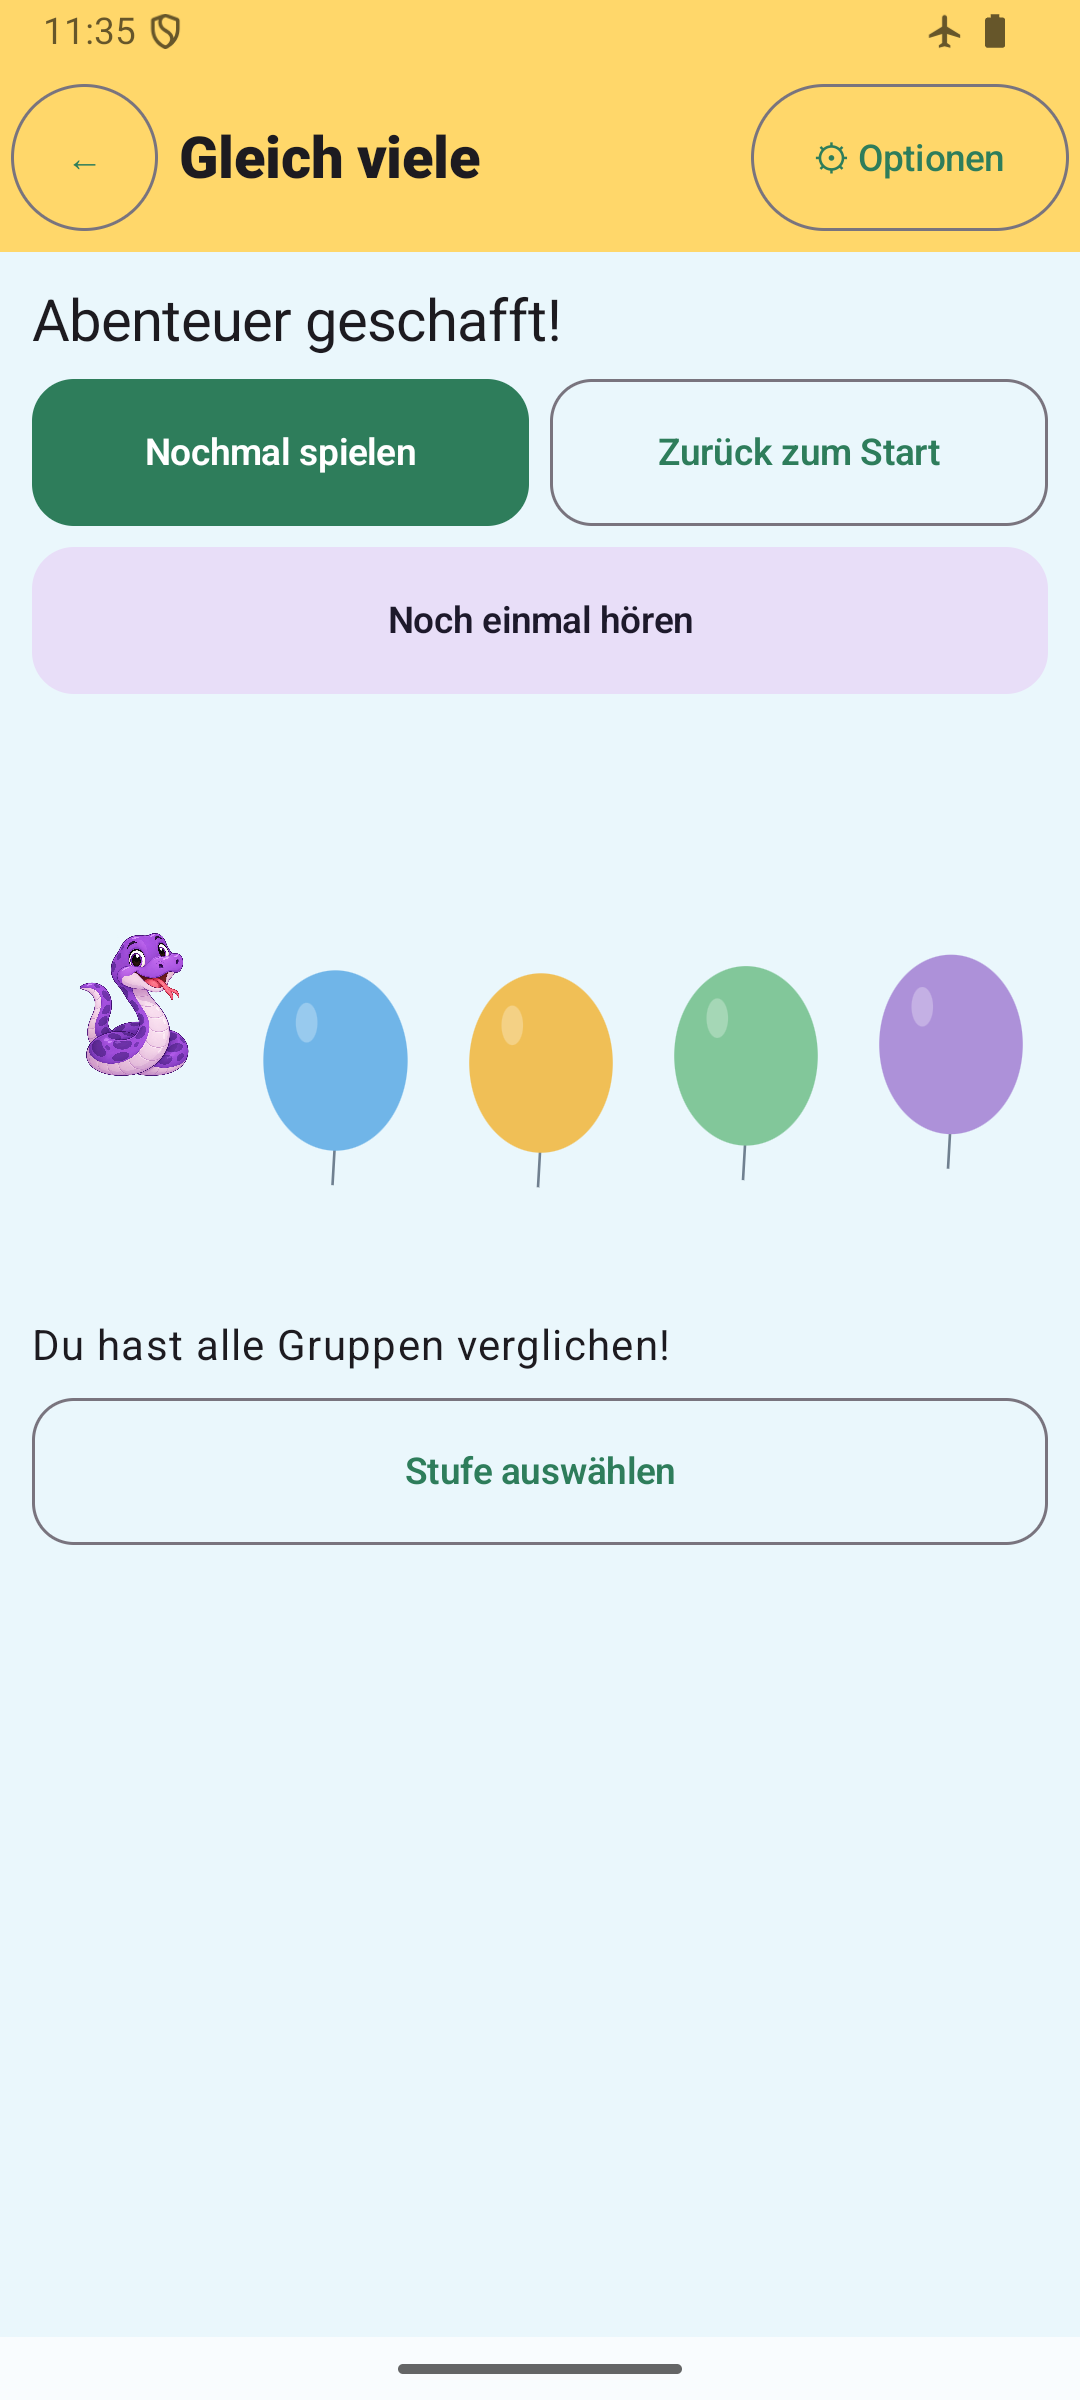 11:35
←
Gleich viele
Optionen
Abenteuer geschafft!
Nochmal spielen
Zurück zum Start
Noch einmal hören
Du hast alle Gruppen verglichen!
Stufe auswählen